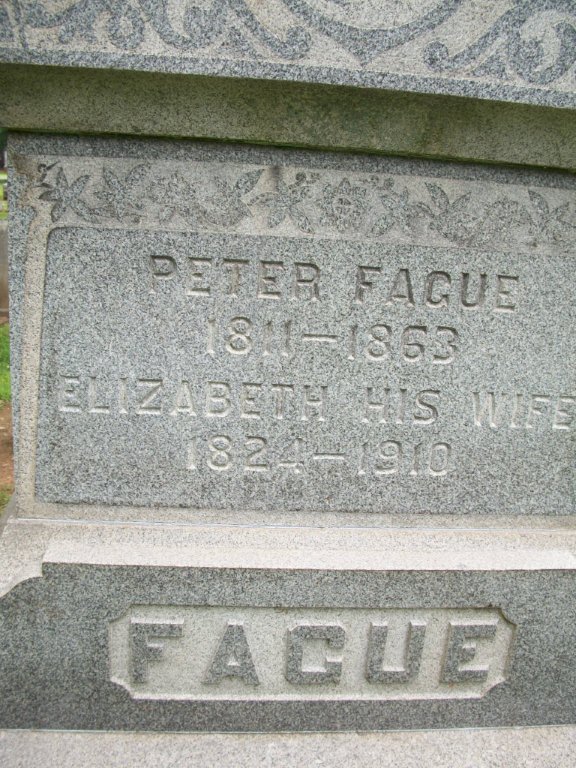 PETER FAGUE
1811—1863
ELIZABETH HIS WIFE
1824—1910
FAGUE